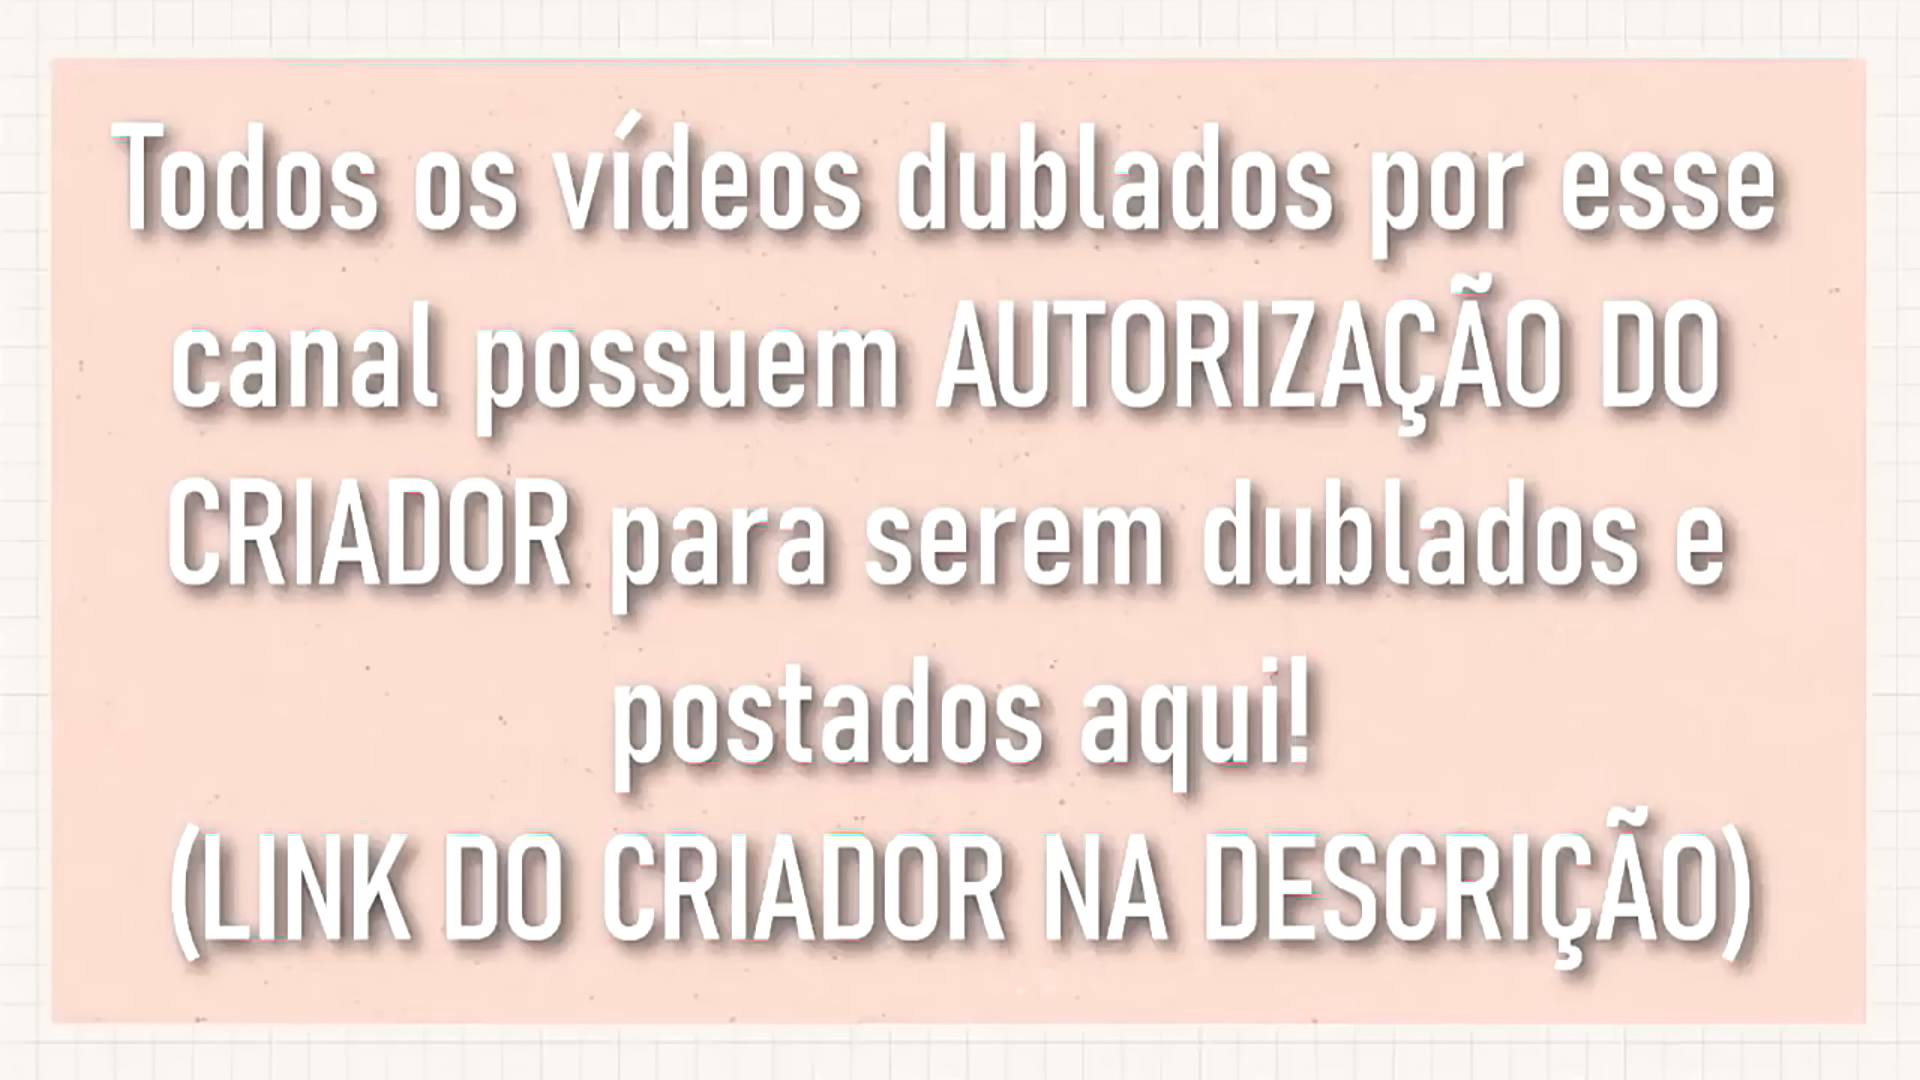 Todos os vídeos dublados por esse
canal possuem AUTORIZAÇÃO DO
CRIADOR para serem dublados e
postados aqui!
(LINK DO CRIADOR NA DESCRIÇÃO)